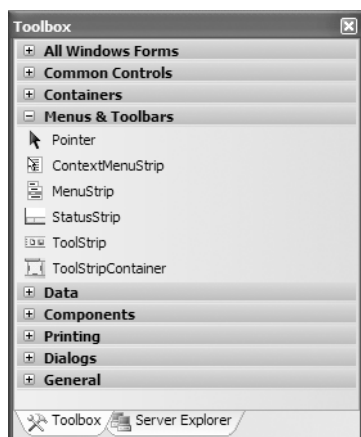 Toolbox
All Windows Forms
Common Controls
Containers
Menus & Toolbars
Pointer
ContextMenuStrip
MenuStrip
StatusStrip
ToolStrip
ToolStripContainer
Data
Components
Printing
Dialogs
General
Toolbox Server Explorer